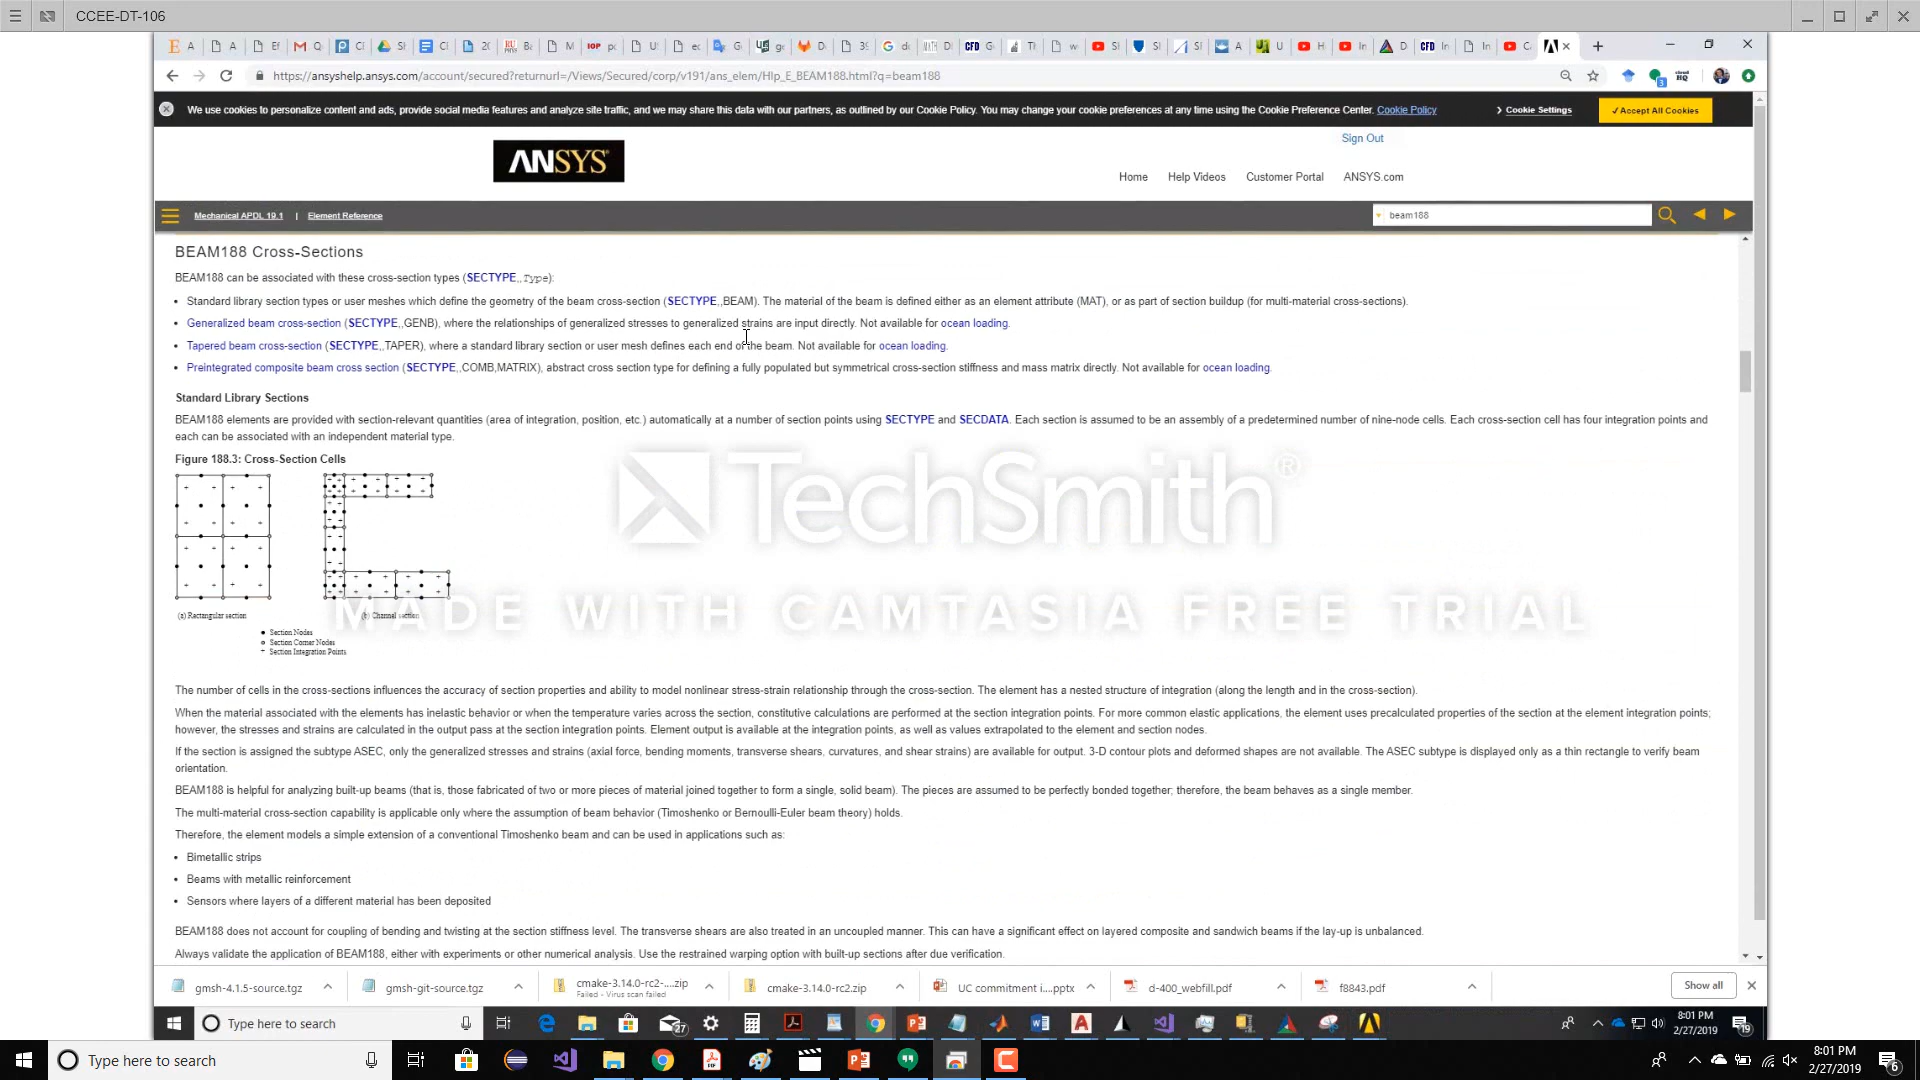 CCEE-DT-106
https://ansyshelp.ansys.com/account/secured?returnurl=/Views/Secured/corp/v191/ans_elem/Hlp_E_BEAM188.html?q=beam188
We use cookies to personalize content and ads, provide social media features and analyze site traffic, and we may share this data with our partners, as outlined by our Cookie Policy. You may change your cookie preferences at any time using the Cookie Preference Center. Cookie Policy
Cookie Settings
✓Accept All Cookies
Sign Out
ANSYS
Home Help Videos Customer Portal ANSYS.com
Mechanical APDL 19.1 | Element Reference
beam188
BEAM188 Cross-Sections
BEAM188 can be associated with these cross-section types (SECTYPE,,Type):
• Standard library section types or user meshes which define the geometry of the beam cross-section (SECTYPE,,BEAM). The material of the beam is defined either as an element attribute (MAT), or as part of section buildup (for multi-material cross-sections).
• Generalized beam cross-section (SECTYPE,,GENB), where the relationships of generalized stresses to generalized strains are input directly. Not available for ocean loading.
• Tapered beam cross-section (SECTYPE,,TAPER), where a standard library section or user mesh defines each end of the beam. Not available for ocean loading.
• Preintegrated composite beam cross section (SECTYPE,,COMB,MATRIX), abstract cross section type for defining a fully populated but symmetrical cross-section stiffness and mass matrix directly. Not available for ocean loading.
Standard Library Sections
BEAM188 elements are provided with section-relevant quantities (area of integration, position, etc.) automatically at a number of section points using SECTYPE and SECDATA. Each section is assumed to be an assembly of a predetermined number of nine-node cells. Each cross-section cell has four integration points and
each can be associated with an independent material type.
Figure 188.3: Cross-Section Cells
TechSmith®
MADE WITH CAMTASIA FREE TRIAL
(a) Rectangular section
(b) Channel section
Section Nodes
Section Corner Nodes
Section Integration Points
The number of cells in the cross-sections influences the accuracy of section properties and ability to model nonlinear stress-strain relationship through the cross-section. The element has a nested structure of integration (along the length and in the cross-section).
When the material associated with the elements has inelastic behavior or when the temperature varies across the section, constitutive calculations are performed at the section integration points. For more common elastic applications, the element uses precalculated properties of the section at the element integration points;
however, the stresses and strains are calculated in the output pass at the section integration points. Element output is available at the integration points, as well as values extrapolated to the element and section nodes.
If the section is assigned the subtype ASEC, only the generalized stresses and strains (axial force, bending moments, transverse shears, curvatures, and shear strains) are available for output. 3-D contour plots and deformed shapes are not available. The ASEC subtype is displayed only as a thin rectangle to verify beam
orientation.
BEAM188 is helpful for analyzing built-up beams (that is, those fabricated of two or more pieces of material joined together to form a single, solid beam). The pieces are assumed to be perfectly bonded together; therefore, the beam behaves as a single member.
The multi-material cross-section capability is applicable only where the assumption of beam behavior (Timoshenko or Bernoulli-Euler beam theory) holds.
Therefore, the element models a simple extension of a conventional Timoshenko beam and can be used in applications such as:
• Bimetallic strips
• Beams with metallic reinforcement
• Sensors where layers of a different material has been deposited
BEAM188 does not account for coupling of bending and twisting at the section stiffness level. The transverse shears are also treated in an uncoupled manner. This can have a significant effect on layered composite and sandwich beams if the lay-up is unbalanced.
Always validate the application of BEAM188, either with experiments or other numerical analysis. Use the restrained warping option with built-up sections after due verification.
gmsh-4.1.5-source.tgz
gmsh-git-source.tgz
cmake-3.14.0-rc2-....zip
Failed - Virus scan failed
cmake-3.14.0-rc2.zip
UC commitment i....pptx
d-400_webfill.pdf
f8843.pdf
Show all
Type here to search
27
8:01 PM
2/27/2019
19
Type here to search
8:01 PM
2/27/2019
6